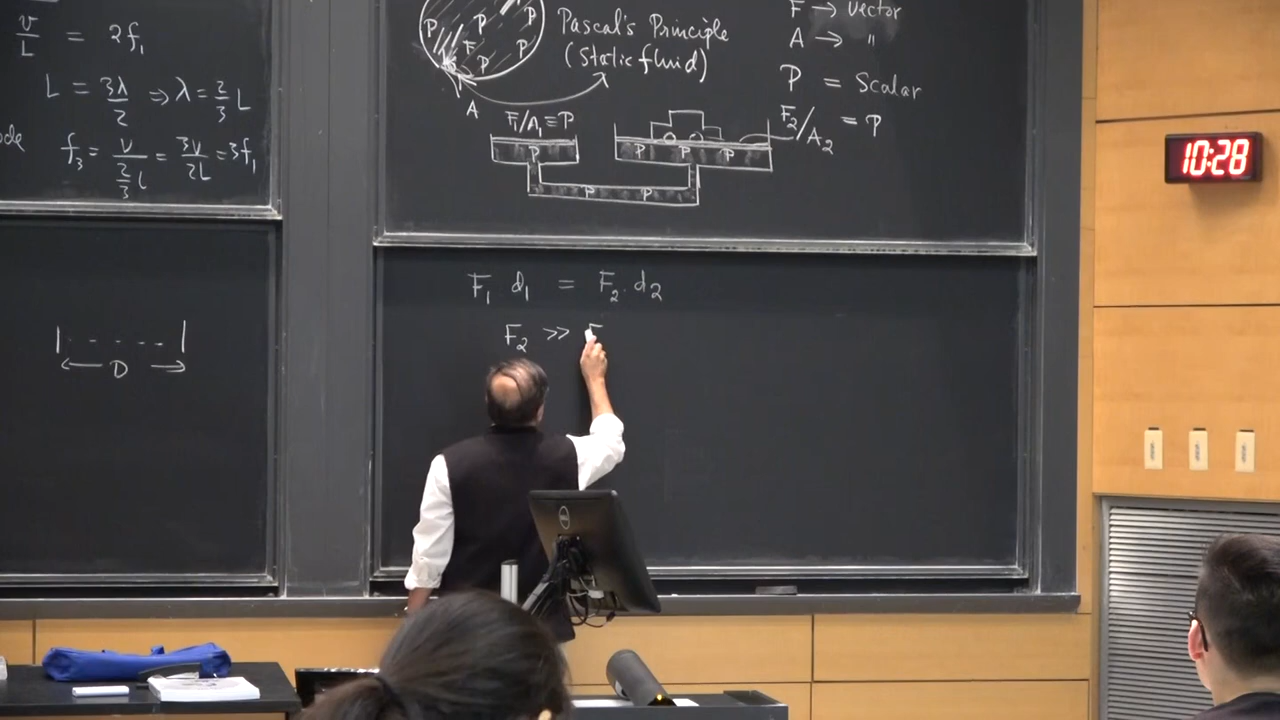 v/L = 2f₁
L = 3λ/2 ⇒ λ = 2/3 L
f₃ = v/(2/3 L) = 3v/2L = 3f₁
|. . . . .|
← D →
P P P F P P
Pascal's Principle
(Static fluid)
A
F₁/A₁ = P
P
P P P
P P
F → Vector
A → "
P = Scalar
F₂/A₂ = P
F₁ d₁ = F₂ . d₂
F₂ >> F
10:28
DELL